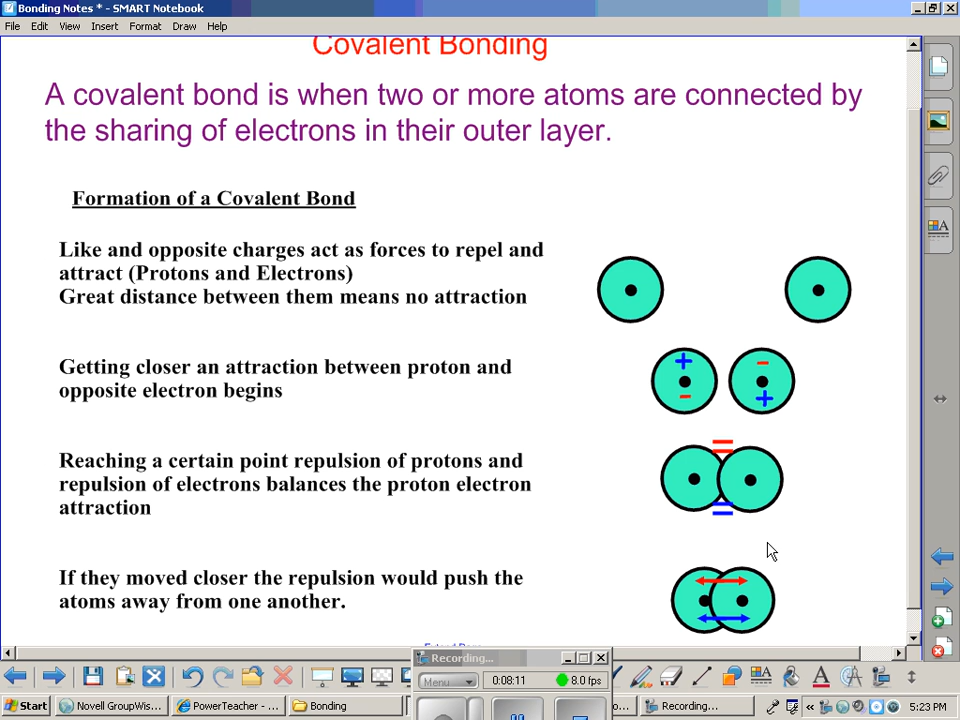 Bonding Notes * - SMART Notebook
File Edit View Insert Format Draw Help
Covalent Bonding
A covalent bond is when two or more atoms are connected by
the sharing of electrons in their outer layer.
Formation of a Covalent Bond
Like and opposite charges act as forces to repel and
attract (Protons and Electrons)
Great distance between them means no attraction
Getting closer an attraction between proton and
opposite electron begins
Reaching a certain point repulsion of protons and
repulsion of electrons balances the proton electron
attraction
If they moved closer the repulsion would push the
atoms away from one another.
Recording...
Menu
0:08:11
8.0 fps
Start
Novell GroupWis...
PowerTeacher - ...
Bonding
Recording...
5:23 PM